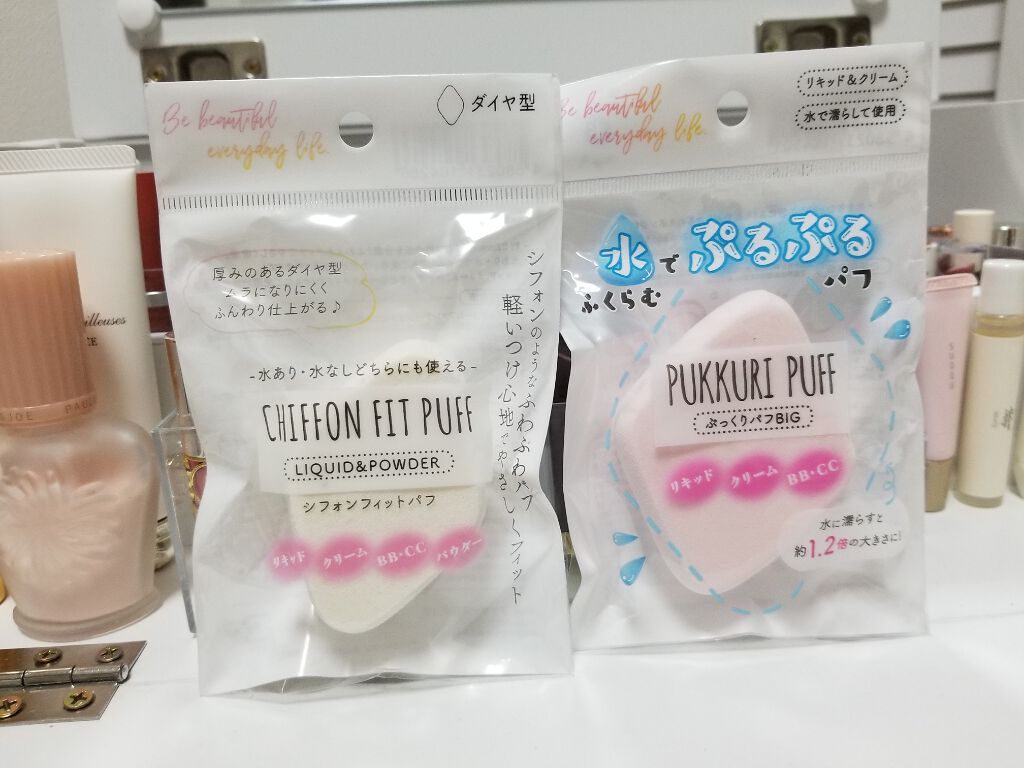 Be beautiful
everyday life.
ダイヤ型
厚みのあるダイヤ型
ムラになりにくく
ふんわり仕上がる♪
-水あり・水なしどちらにも使える-
CHIFFON FIT PUFF
LIQUID&POWDER
シフォンフィットパフ
リキッド クリーム BB・CC パウダー
シフォンのようなふわふわパフ
軽いつけ心地でやさしくフィット
Be beautiful
everyday life.
リキッド&クリーム
水で濡らして使用
水で ぷるぷる
ふくらむ パフ
PUKKURI PUFF
ぷっくりパフBIG
リキッド クリーム BB・CC
水に濡らすと
約1.2倍の大きさに!